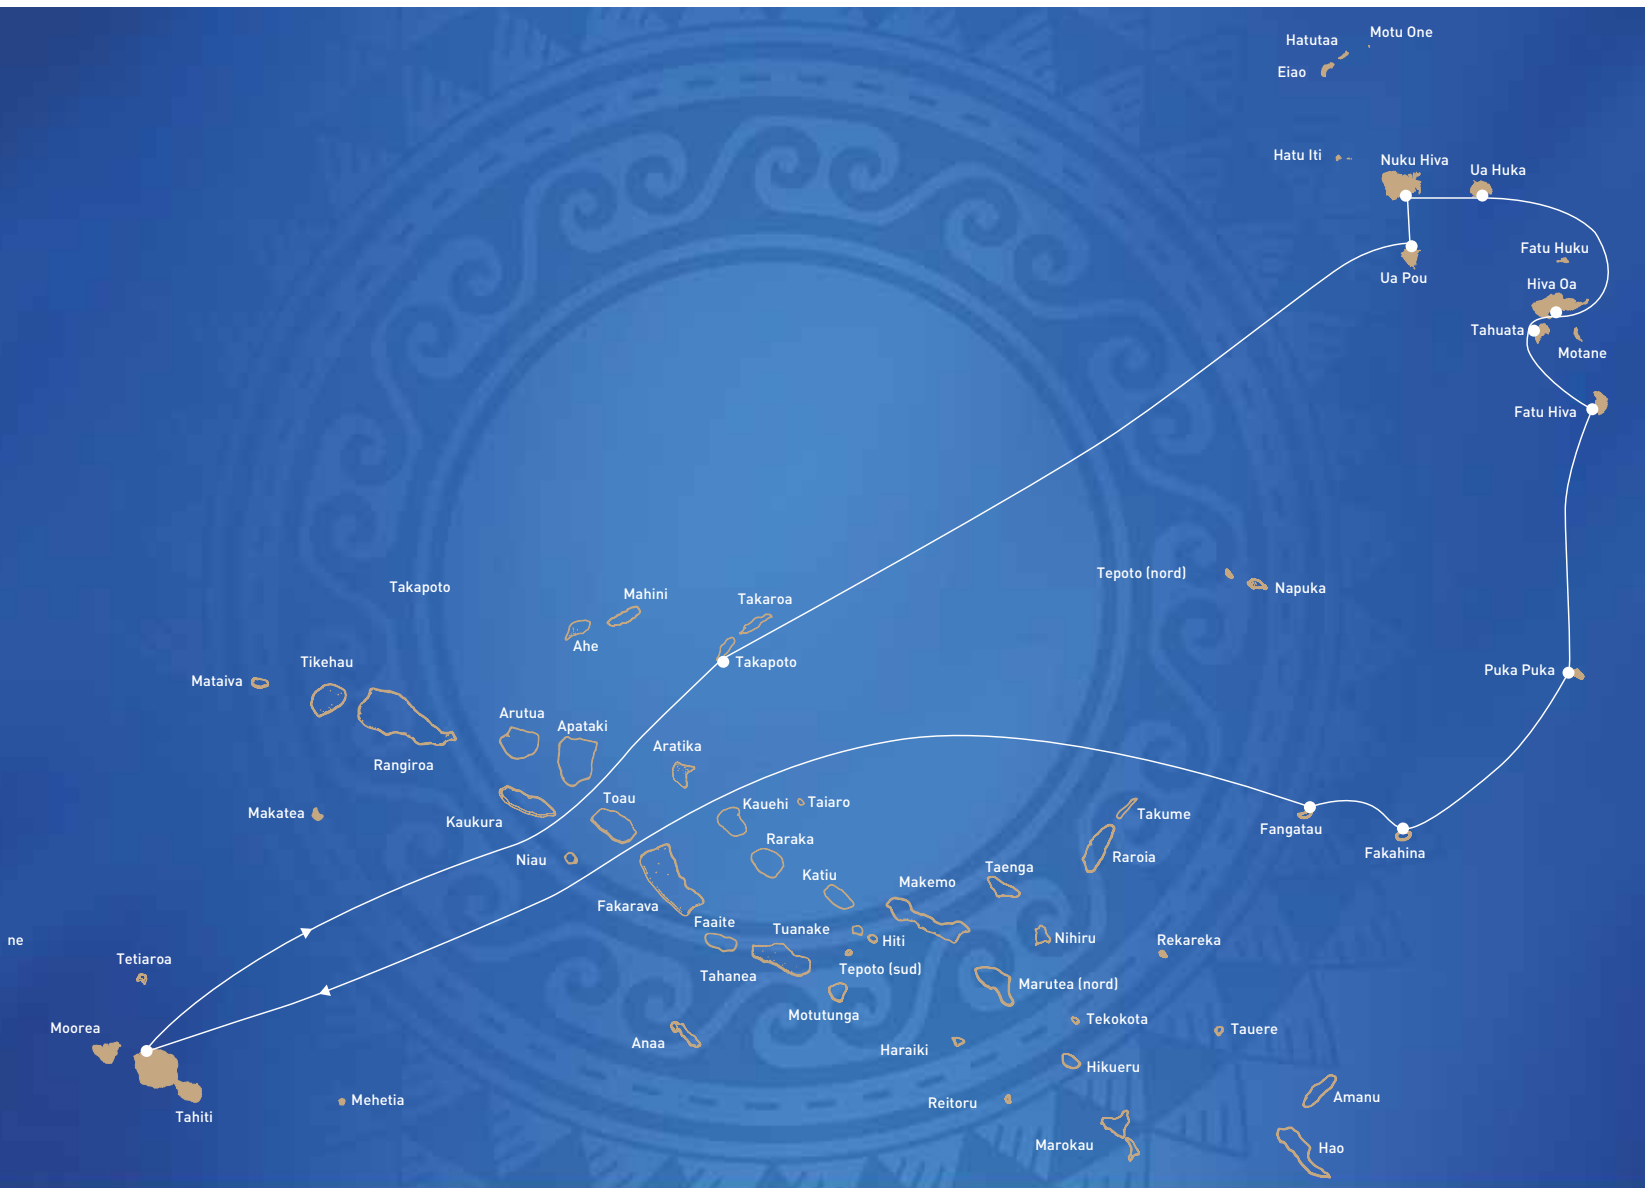 Motu One
Hatutaa
Eiao
Hatu Iti
Nuku Hiva
Ua Huka
Fatu Huku
Ua Pou
Hiva Oa
Tahuata
Motane
Fatu Hiva
Tepoto (nord)
Napuka
Takapoto
Mahini
Takaroa
Ahe
Takapoto
Tikehau
Mataiva
Puka Puka
Arutua
Apataki
Aratika
Rangiroa
Toau
Kauehi
Taiaro
Makatea
Kaukura
Takume
Fangatau
Raraka
Niau
Raroia
Fakahina
Katiu
Taenga
Makemo
Fakarava
Faaite
Tuanake
Hiti
Nihiru
Rekareka
ne
Tetiaroa
Tahanea
Tepoto (sud)
Marutea (nord)
Motutunga
Tekokota
Tauere
Moorea
Anaa
Haraiki
Hikueru
Mehetia
Reitoru
Amanu
Tahiti
Marokau
Hao